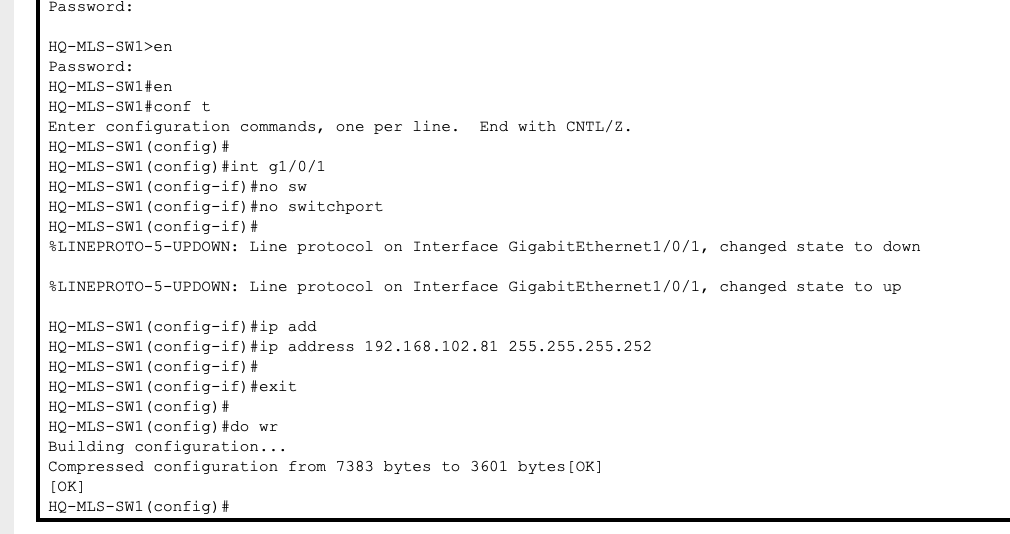 Password:
HQ-MLS-SW1>en
Password:
HQ-MLS-SW1#en
HQ-MLS-SW1#conf t
Enter configuration commands, one per line.  End with CNTL/Z.
HQ-MLS-SW1(config)#
HQ-MLS-SW1(config)#int g1/0/1
HQ-MLS-SW1(config-if)#no sw
HQ-MLS-SW1(config-if)#no switchport
HQ-MLS-SW1(config-if)#
%LINEPROTO-5-UPDOWN: Line protocol on Interface GigabitEthernet1/0/1, changed state to down
%LINEPROTO-5-UPDOWN: Line protocol on Interface GigabitEthernet1/0/1, changed state to up
HQ-MLS-SW1(config-if)#ip add
HQ-MLS-SW1(config-if)#ip address 192.168.102.81 255.255.255.252
HQ-MLS-SW1(config-if)#
HQ-MLS-SW1(config-if)#exit
HQ-MLS-SW1(config)#
HQ-MLS-SW1(config)#do wr
Building configuration...
Compressed configuration from 7383 bytes to 3601 bytes[OK]
[OK]
HQ-MLS-SW1(config)#